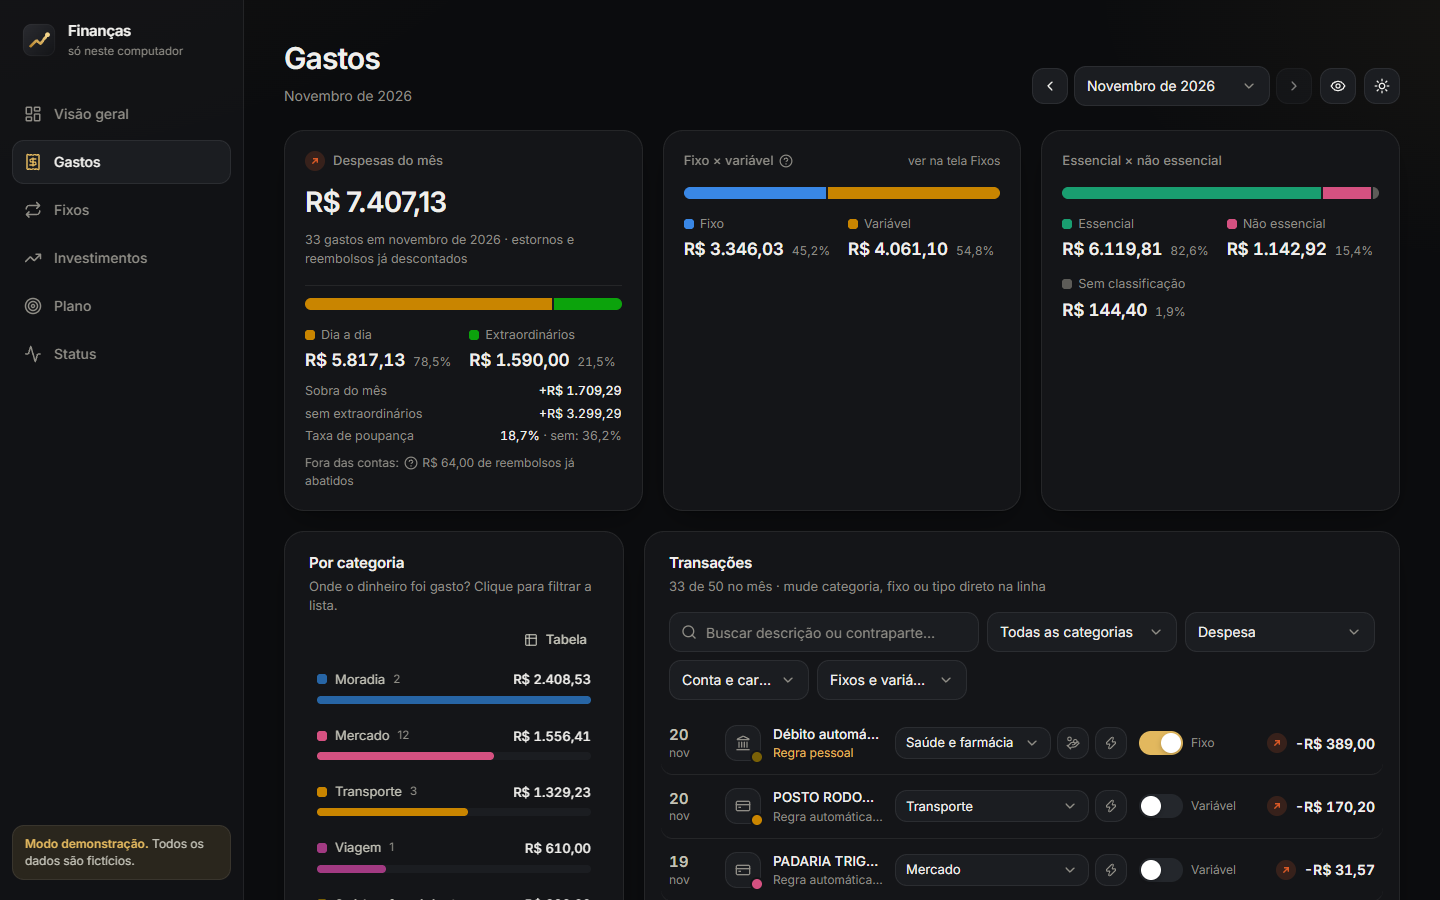 Finanças
só neste computador
Visão geral
Gastos
Fixos
Investimentos
Plano
Status
Modo demonstração. Todos os
dados são fictícios.
Gastos
Novembro de 2026
Novembro de 2026
Despesas do mês
R$ 7.407,13
33 gastos em novembro de 2026 · estornos e
reembolsos já descontados
Dia a dia
R$ 5.817,13 78,5%
Extraordinários
R$ 1.590,00 21,5%
Sobra do mês +R$ 1.709,29
sem extraordinários +R$ 3.299,29
Taxa de poupança 18,7% · sem: 36,2%
Fora das contas: R$ 64,00 de reembolsos já
abatidos
Fixo × variável
ver na tela Fixos
Fixo
R$ 3.346,03 45,2%
Variável
R$ 4.061,10 54,8%
Essencial × não essencial
Essencial
R$ 6.119,81 82,6%
Não essencial
R$ 1.142,92 15,4%
Sem classificação
R$ 144,40 1,9%
Por categoria
Onde o dinheiro foi gasto? Clique para filtrar a
lista.
Tabela
Moradia 2 R$ 2.408,53
Mercado 12 R$ 1.556,41
Transporte 3 R$ 1.329,23
Viagem 1 R$ 610,00
Transações
33 de 50 no mês · mude categoria, fixo ou tipo direto na linha
Buscar descrição ou contraparte...
Todas as categorias
Despesa
Conta e car...
Fixos e variá...
20 nov
Débito automá...
Regra pessoal
Saúde e farmácia
Fixo
-R$ 389,00
20 nov
POSTO RODO...
Regra automática...
Transporte
Variável
-R$ 170,20
19 nov
PADARIA TRIG...
Regra automática...
Mercado
Variável
-R$ 31,57